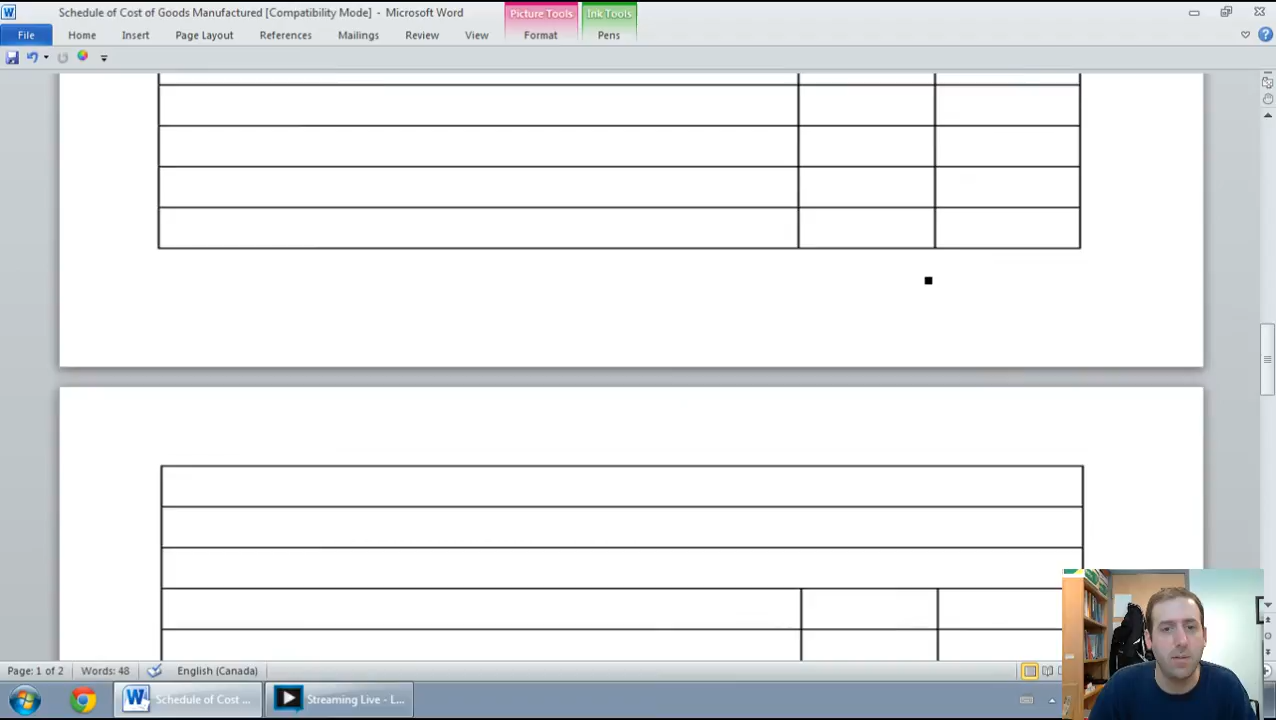 Schedule of Cost of Goods Manufactured [Compatibility Mode] - Microsoft Word
Picture Tools
Ink Tools
File
Home
Insert
Page Layout
References
Mailings
Review
View
Format
Pens
Page: 1 of 2
Words: 48
English (Canada)
Schedule of Cost ...
Streaming Live - L...